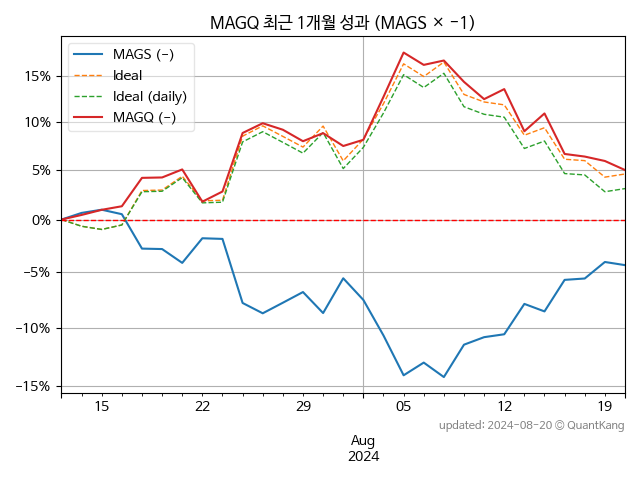 MAGQ 최근 1개월 성과 (MAGS × −1)
MAGS (−)
Ideal
Ideal (daily)
MAGQ (−)
15%
10%
5%
0%
−5%
−10%
−15%
15
22
29
05
12
19
Aug
2024
updated: 2024-08-20 © QuantKang